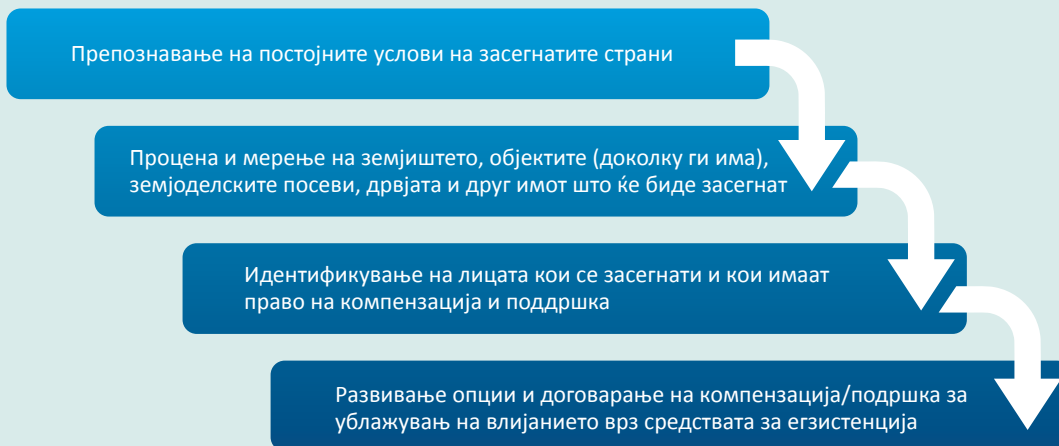 Препознавање на постојните услови на засегнатите страни
Процена и мерење на земјиштето, објектите (доколку ги има),
земјоделските посеви, дрвјата и друг имот што ќе биде засегнат
Идентификување на лицата кои се засегнати и кои имаат
право на компензација и поддршка
Развивање опции и договарање на компензација/подршка за
ублажувањ на влијанието врз средствата за егзистенција